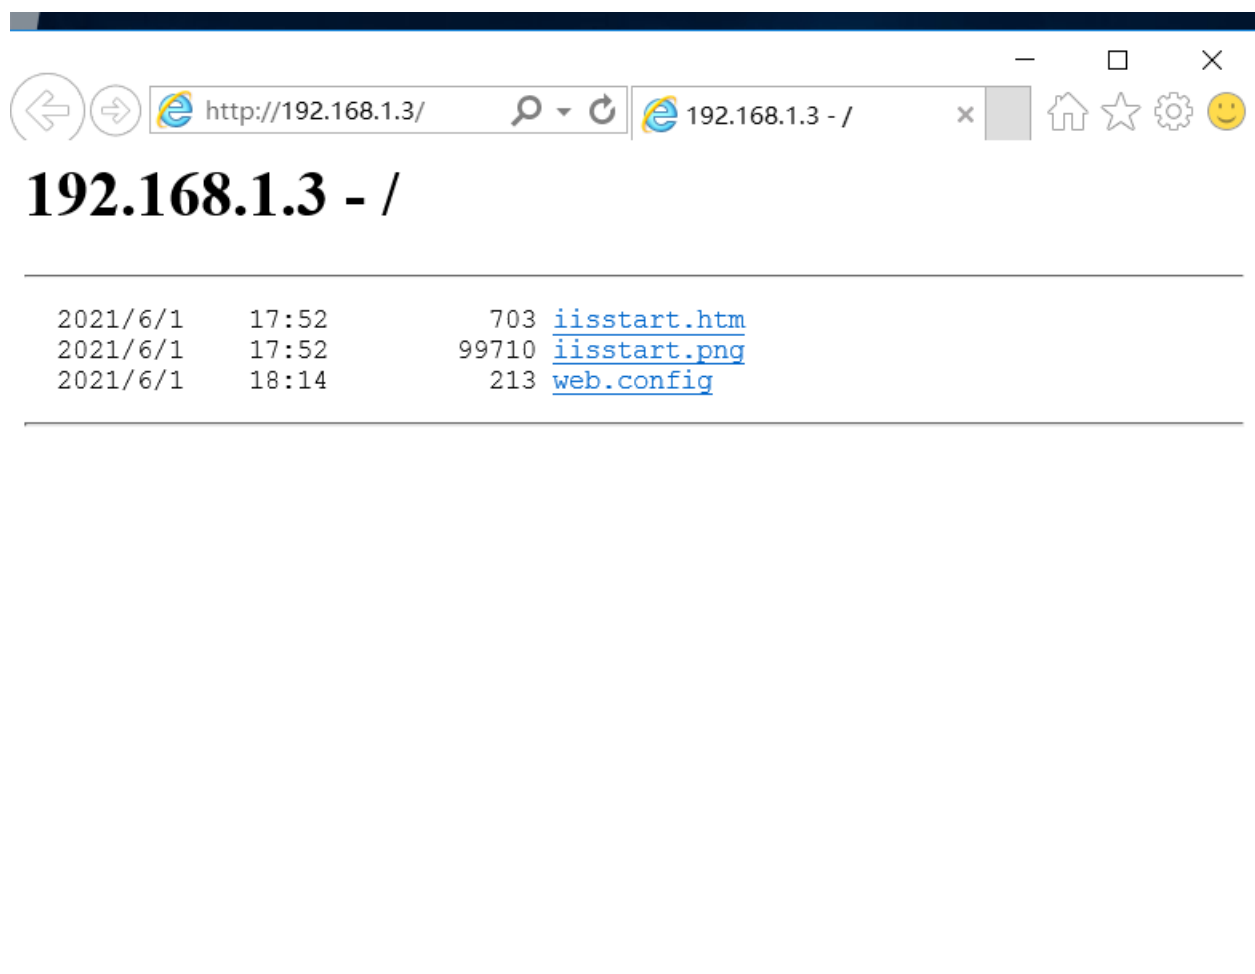 http://192.168.1.3/
192.168.1.3 - /
192.168.1.3 - /
2021/6/1 17:52 703 iisstart.htm
2021/6/1 17:52 99710 iisstart.png
2021/6/1 18:14 213 web.config